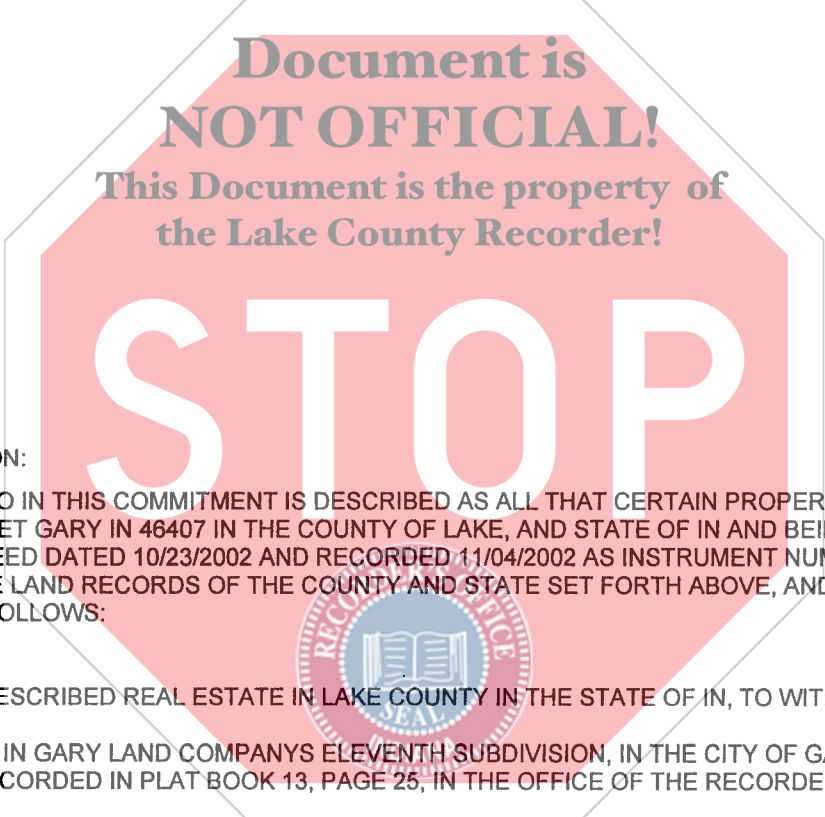 Document is
NOT OFFICIAL!
This Document is the property of
the Lake County Recorder!
STOP
ON:
O IN THIS COMMITMENT IS DESCRIBED AS ALL THAT CERTAIN PROPER
ET GARY IN 46407 IN THE COUNTY OF LAKE, AND STATE OF IN AND BEI
EED DATED 10/23/2002 AND RECORDED 11/04/2002 AS INSTRUMENT NUM
E LAND RECORDS OF THE COUNTY AND STATE SET FORTH ABOVE, AND
OLLOWS:
RECORDER'S OFFICE
SEAL
ESCRIBED REAL ESTATE IN LAKE COUNTY IN THE STATE OF IN, TO WIT
IN GARY LAND COMPANYS ELEVENTH SUBDIVISION, IN THE CITY OF GA
CORDED IN PLAT BOOK 13, PAGE 25, IN THE OFFICE OF THE RECORDE